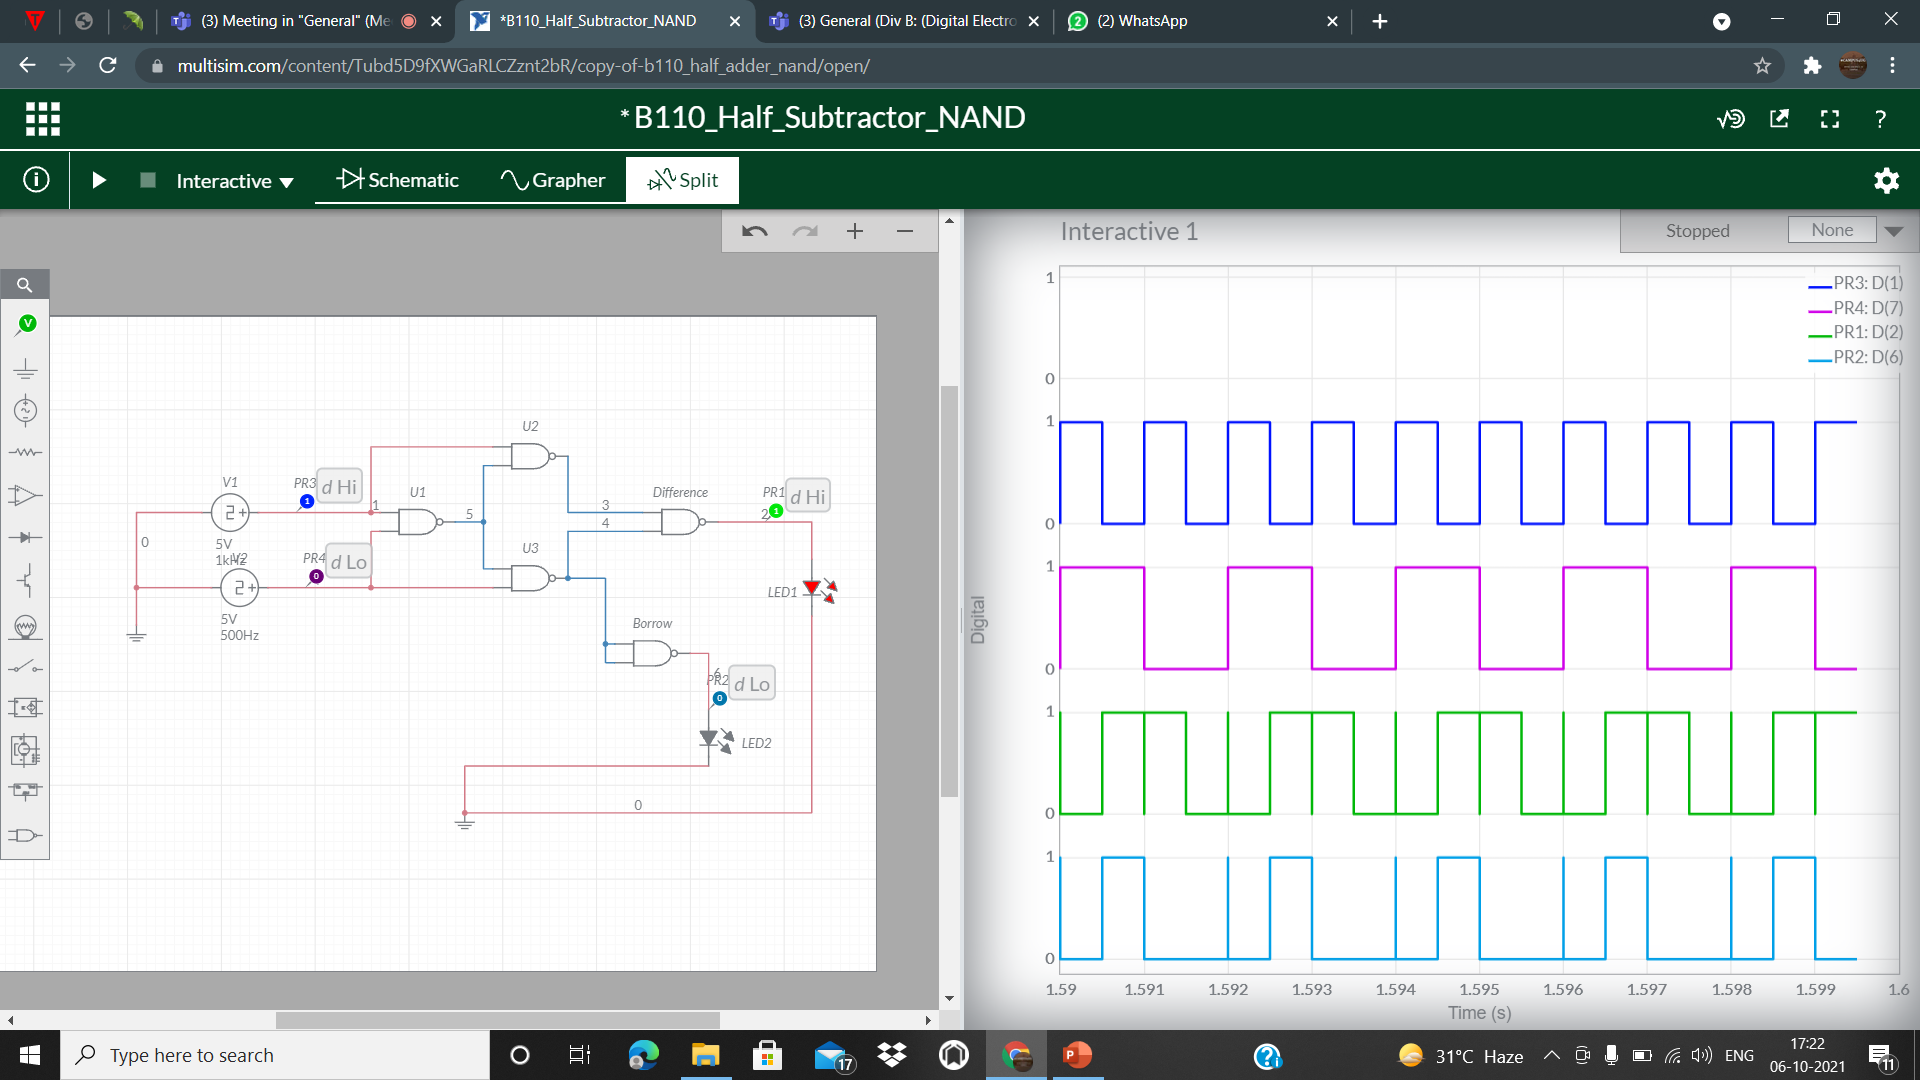 (3) Meeting in "General" (Me
*B110_Half_Subtractor_NAND
(3) General (Div B: (Digital Electro
2
(2) WhatsApp
multisim.com/content/Tubd5D9fXWGaRLCZznt2bR/copy-of-b110_half_adder_nand/open/
*B110_Half_Subtractor_NAND
?
Interactive
Schematic
Grapher
Split
Interactive 1
Stopped
None
V
U2
V1
PR3
d Hi
1
1
U1
Difference
PR1
d Hi
1
2
3
4
5
0
5V
1kHz
V2
PR4
d Lo
0
U3
LED1
5V
500Hz
Borrow
6
PR2
d Lo
0
LED2
0
PR3: D(1)
PR4: D(7)
PR1: D(2)
PR2: D(6)
1
0
1
0
1
0
1
0
1
0
Digital
1.59 1.591 1.592 1.593 1.594 1.595 1.596 1.597 1.598 1.599 1.6
Time (s)
Type here to search
17
P
31°C Haze
ENG
17:22
06-10-2021
11